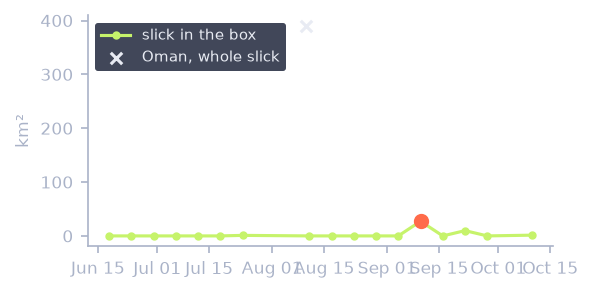 400
slick in the box
Oman, whole slick
300
km²
200
100
0
Jun 15 Jul 01 Jul 15 Aug 01 Aug 15 Sep 01 Sep 15 Oct 01 Oct 15